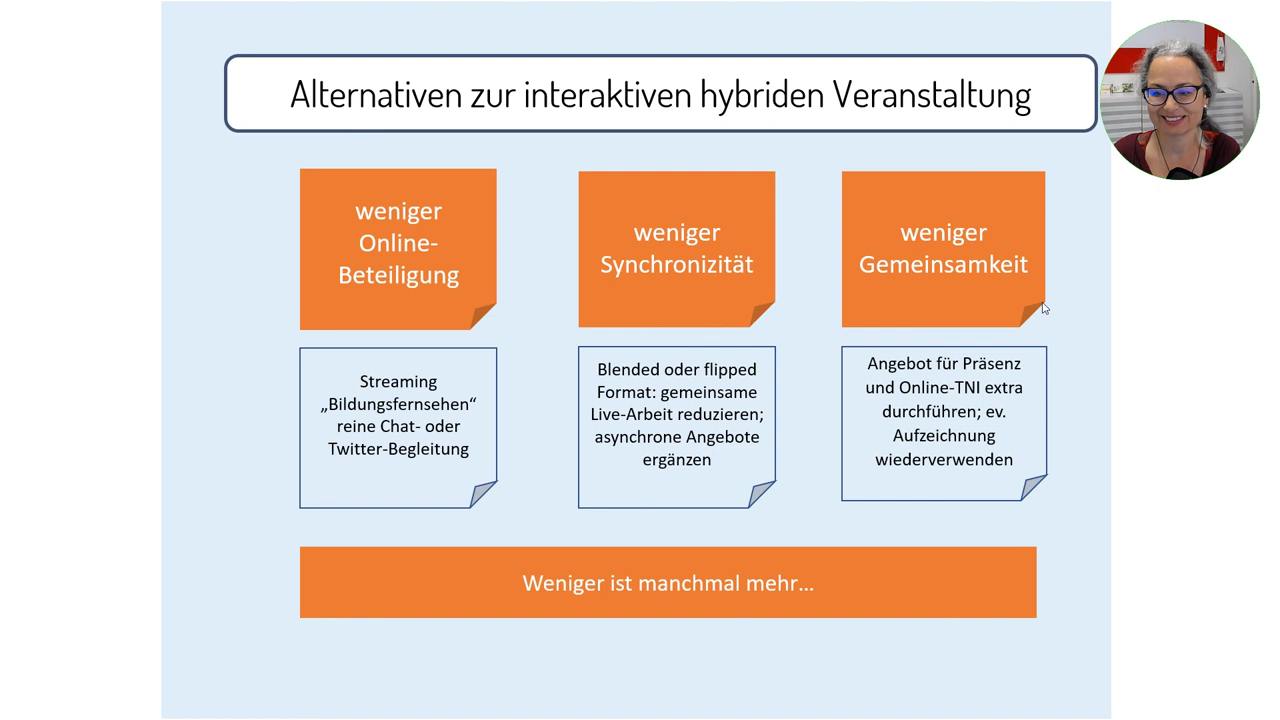 Alternativen zur interaktiven hybriden Veranstaltung
weniger
Online-
Beteiligung
weniger
Synchronizität
weniger
Gemeinsamkeit
Streaming
„Bildungsfernsehen“
reine Chat- oder
Twitter-Begleitung
Blended oder flipped
Format: gemeinsame
Live-Arbeit reduzieren;
asynchrone Angebote
ergänzen
Angebot für Präsenz
und Online-TNI extra
durchführen; ev.
Aufzeichnung
wiederverwenden
Weniger ist manchmal mehr...